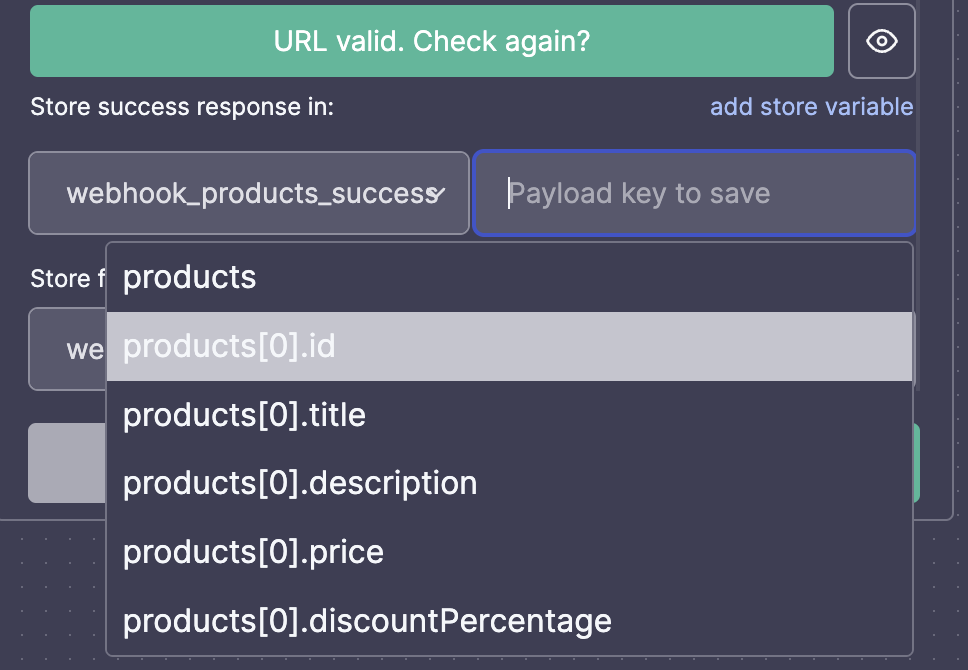 URL valid. Check again?
Store success response in:
add store variable
webhook_products_success
Payload key to save
Store f
products
we
products[0].id
products[0].title
products[0].description
products[0].price
products[0].discountPercentage